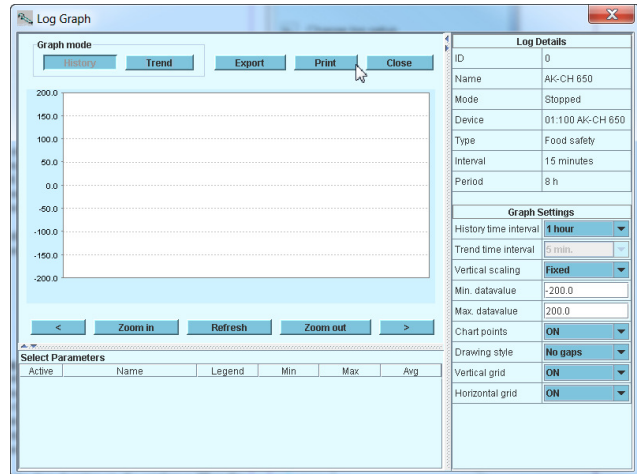 Log Graph
Graph mode
History Trend Export Print Close
200.0
150.0
100.0
50.0
0.0
-50.0
-100.0
-150.0
-200.0
< Zoom in Refresh Zoom out >
Select Parameters
Active Name Legend Min Max Avg
Log Details
ID 0
Name AK-CH 650
Mode Stopped
Device 01:100 AK-CH 650
Type Food safety
Interval 15 minutes
Period 8 h
Graph Settings
History time interval 1 hour
Trend time interval 5 min.
Vertical scaling Fixed
Min. datavalue -200.0
Max. datavalue 200.0
Chart points ON
Drawing style No gaps
Vertical grid ON
Horizontal grid ON